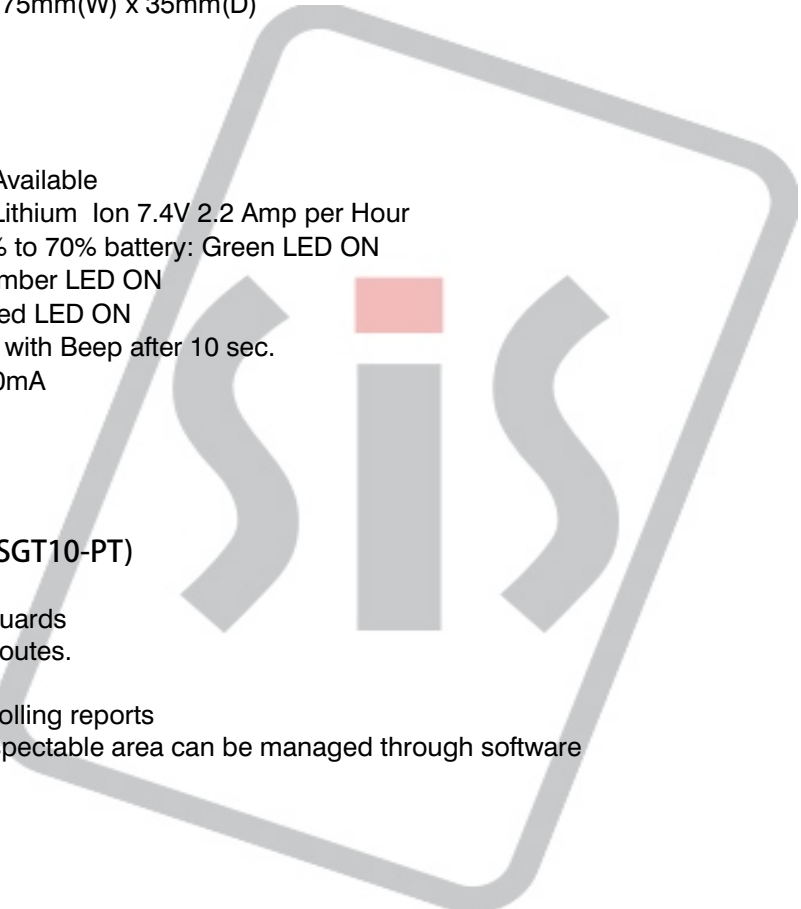 75mm(W) x 35mm(D)
Available
Lithium Ion 7.4V 2.2 Amp per Hour
% to 70% battery: Green LED ON
mber LED ON
ed LED ON
with Beep after 10 sec.
0mA
SiS
SGT10-PT)
uards
outes.
olling reports
spectable area can be managed through software